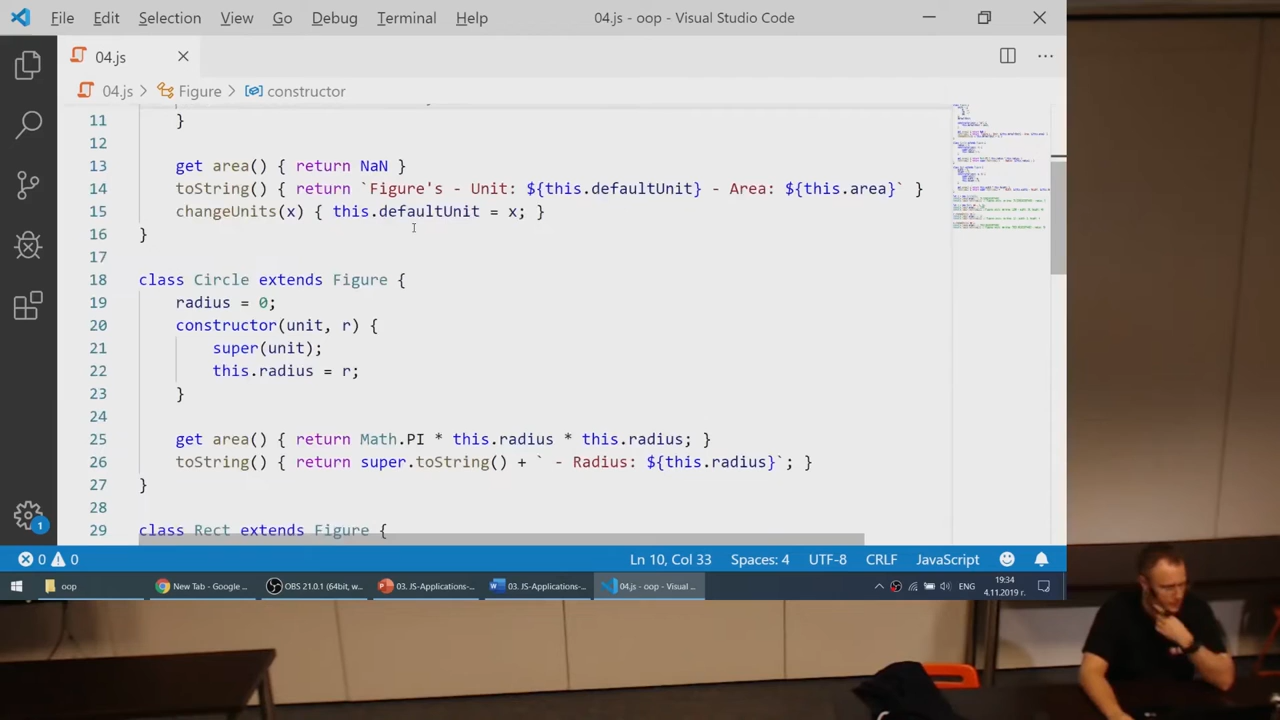 File Edit Selection View Go Debug Terminal Help 04.js - oop - Visual Studio Code
04.js
04.js Figure constructor
11 }
12
13 get area() { return NaN }
14 toString() { return `Figure's - Unit: ${this.defaultUnit} - Area: ${this.area}` }
15 changeUnits(x) { this.defaultUnit = x; }
16 }
17
18 class Circle extends Figure {
19 radius = 0;
20 constructor(unit, r) {
21 super(unit);
22 this.radius = r;
23 }
24
25 get area() { return Math.PI * this.radius * this.radius; }
26 toString() { return super.toString() + ` - Radius: ${this.radius}`; }
27 }
28
29 class Rect extends Figure {
1
0 0 Ln 10, Col 33 Spaces: 4 UTF-8 CRLF JavaScript
oop New Tab - Google ... OBS 21.0.1 (64bit, w... 03. JS-Applications-... 03. JS-Applications-... 04.js - oop - Visual ... ЕНГ 19:34
4.11.2019 г.